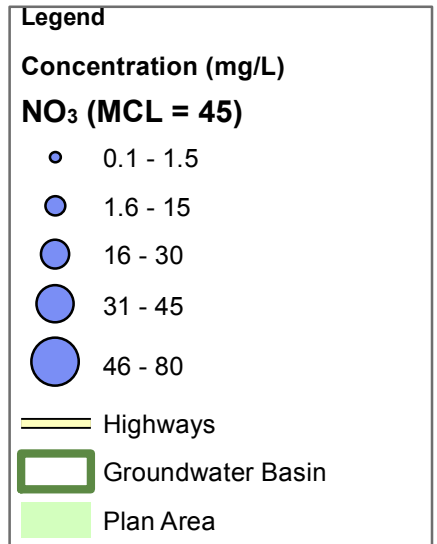 Legend
Concentration (mg/L)
NO₃ (MCL = 45)
0.1 - 1.5
1.6 - 15
16 - 30
31 - 45
46 - 80
Highways
Groundwater Basin
Plan Area